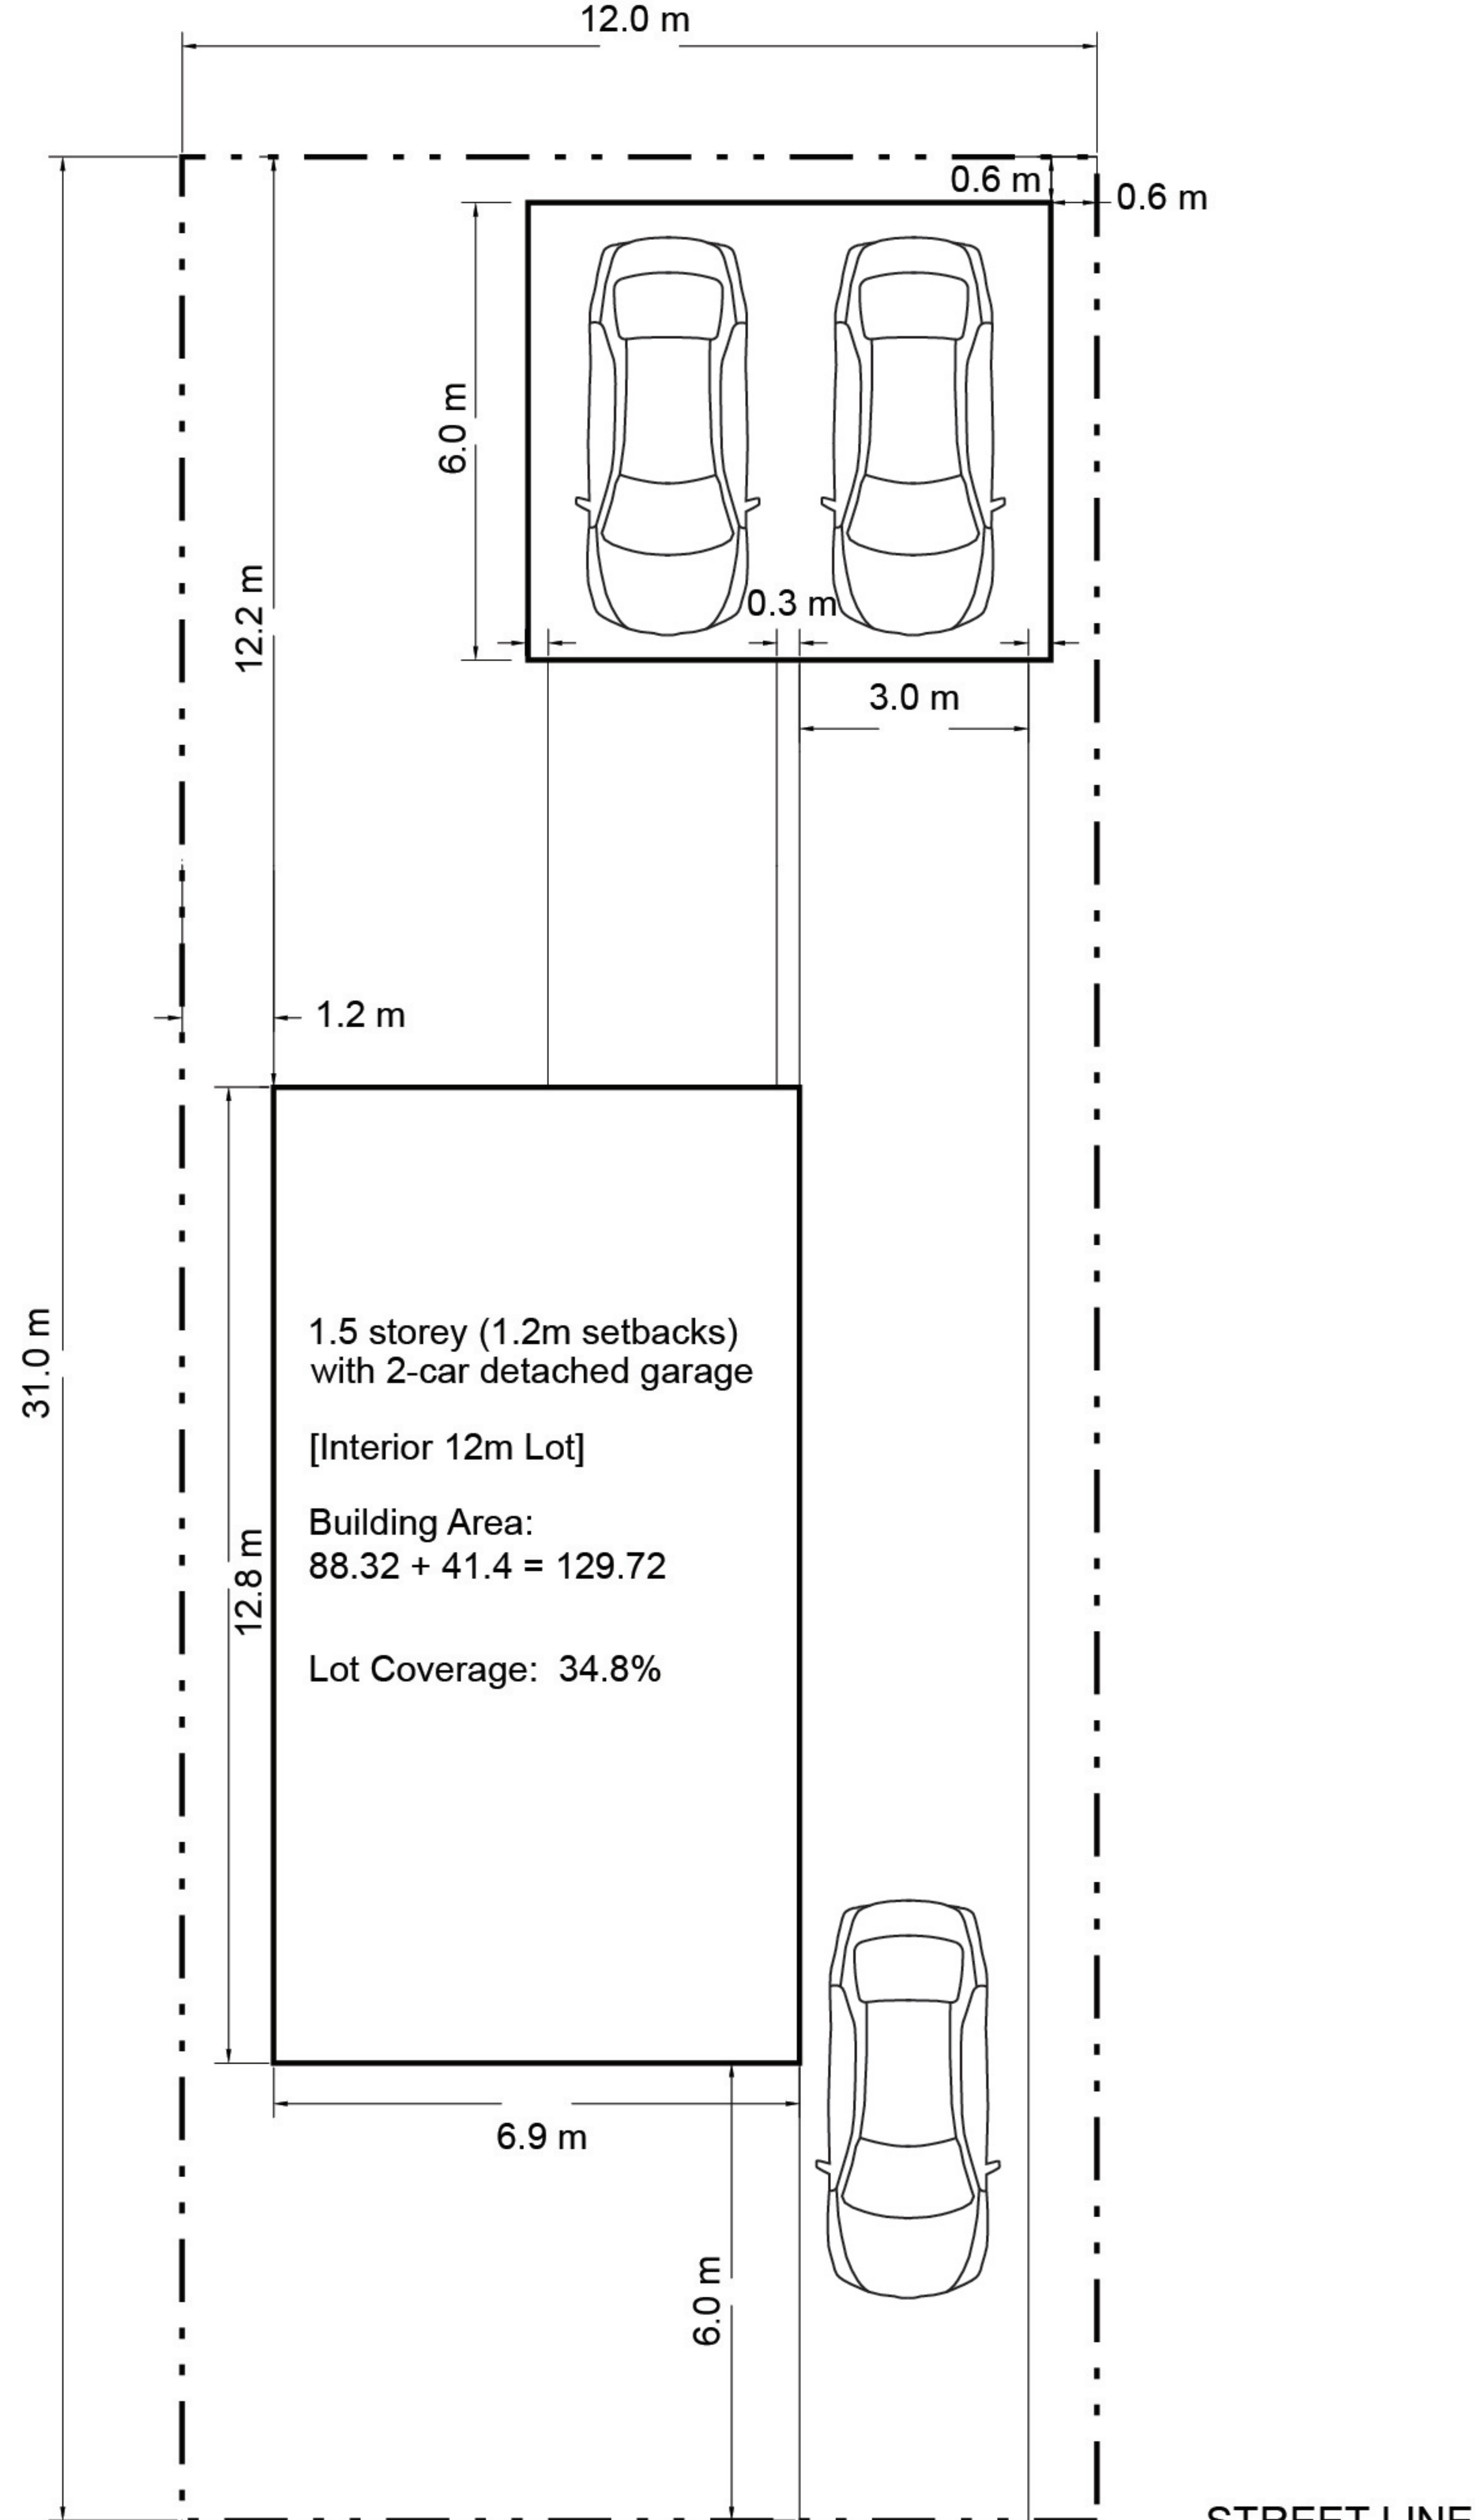 12.0 m
0.6 m
0.6 m
6.0 m
12.2 m
0.3 m
3.0 m
1.2 m
31.0 m
1.5 storey (1.2m setbacks)
with 2-car detached garage
[Interior 12m Lot]
Building Area:
88.32 + 41.4 = 129.72
12.8 m
Lot Coverage: 34.8%
6.9 m
6.0 m
STREET LINE